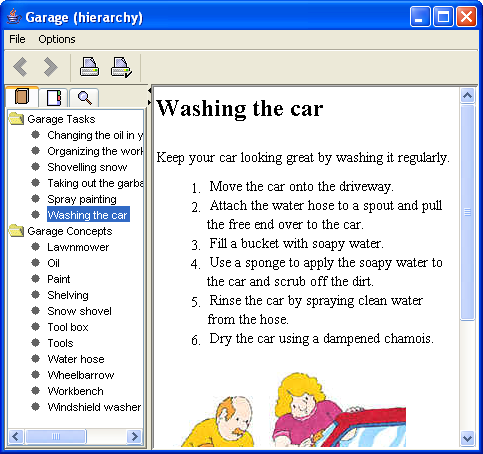 Garage (hierarchy)
File Options
Garage Tasks
Changing the oil in y
Organizing the work
Shovelling snow
Taking out the garba
Spray painting
Washing the car
Garage Concepts
Lawnmower
Oil
Paint
Shelving
Snow shovel
Tool box
Tools
Water hose
Wheelbarrow
Workbench
Windshield washer
Washing the car
Keep your car looking great by washing it regularly.
1. Move the car onto the driveway.
2. Attach the water hose to a spout and pull
the free end over to the car.
3. Fill a bucket with soapy water.
4. Use a sponge to apply the soapy water to
the car and scrub off the dirt.
5. Rinse the car by spraying clean water
from the hose.
6. Dry the car using a dampened chamois.